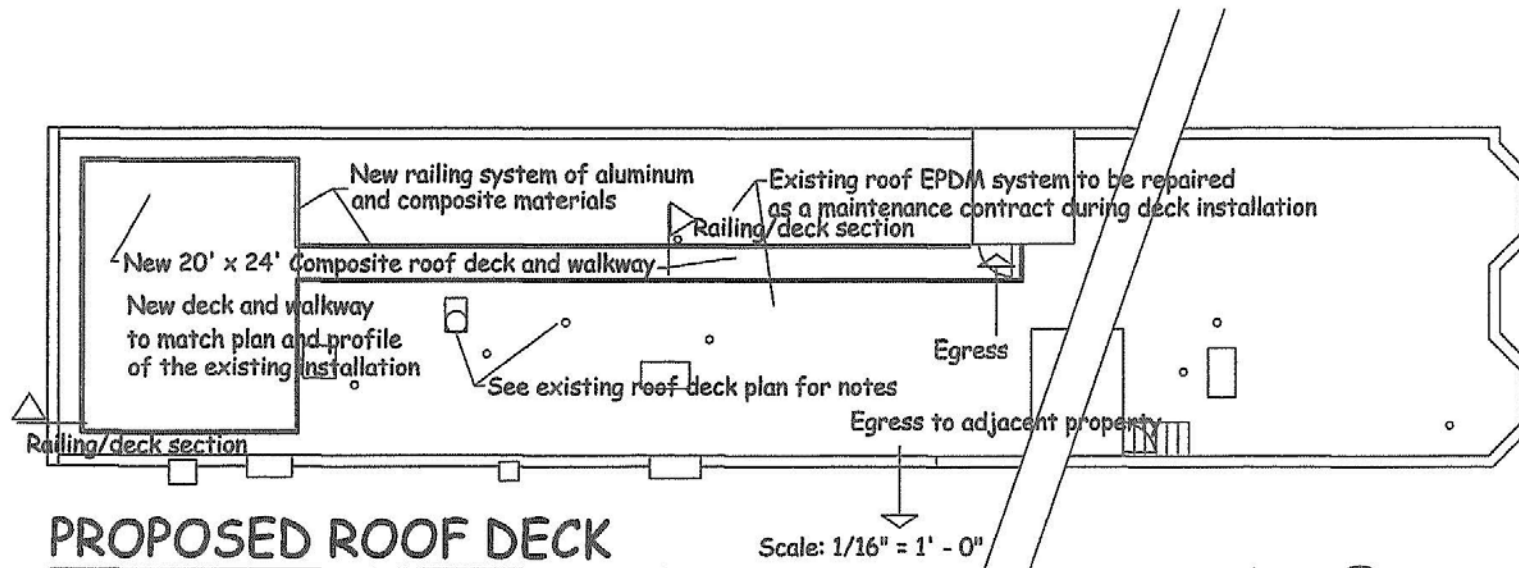 New railing system of aluminum
and composite materials
Existing roof EPDM system to be repaired
as a maintenance contract during deck installation
Railing/deck section
New 20' x 24' Composite roof deck and walkway
New deck and walkway
to match plan and profile
of the existing installation
Egress
See existing roof deck plan for notes
Egress to adjacent property
Railing/deck section
PROPOSED ROOF DECK
Scale: 1/16" = 1' - 0"